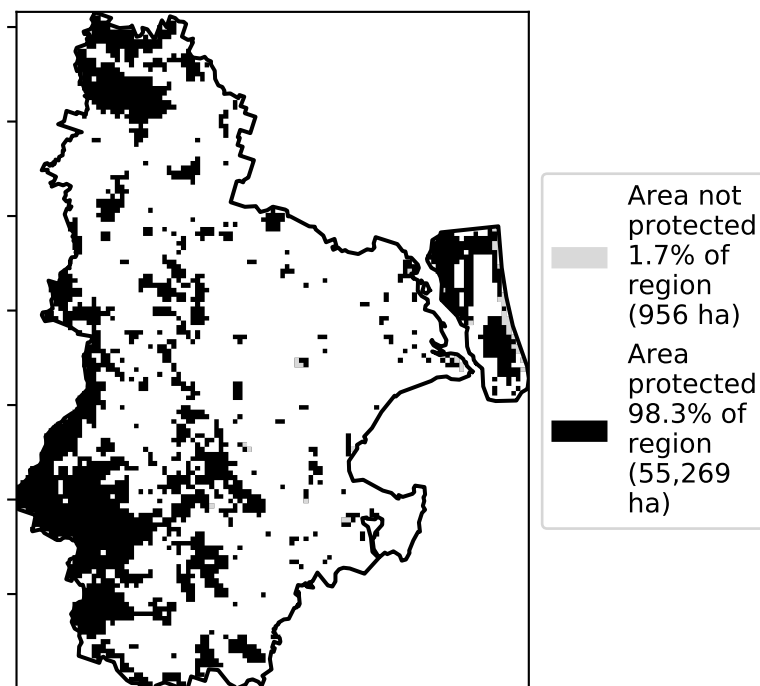 Area not
protected
1.7% of
region
(956 ha)
Area
protected
98.3% of
region
(55,269
ha)